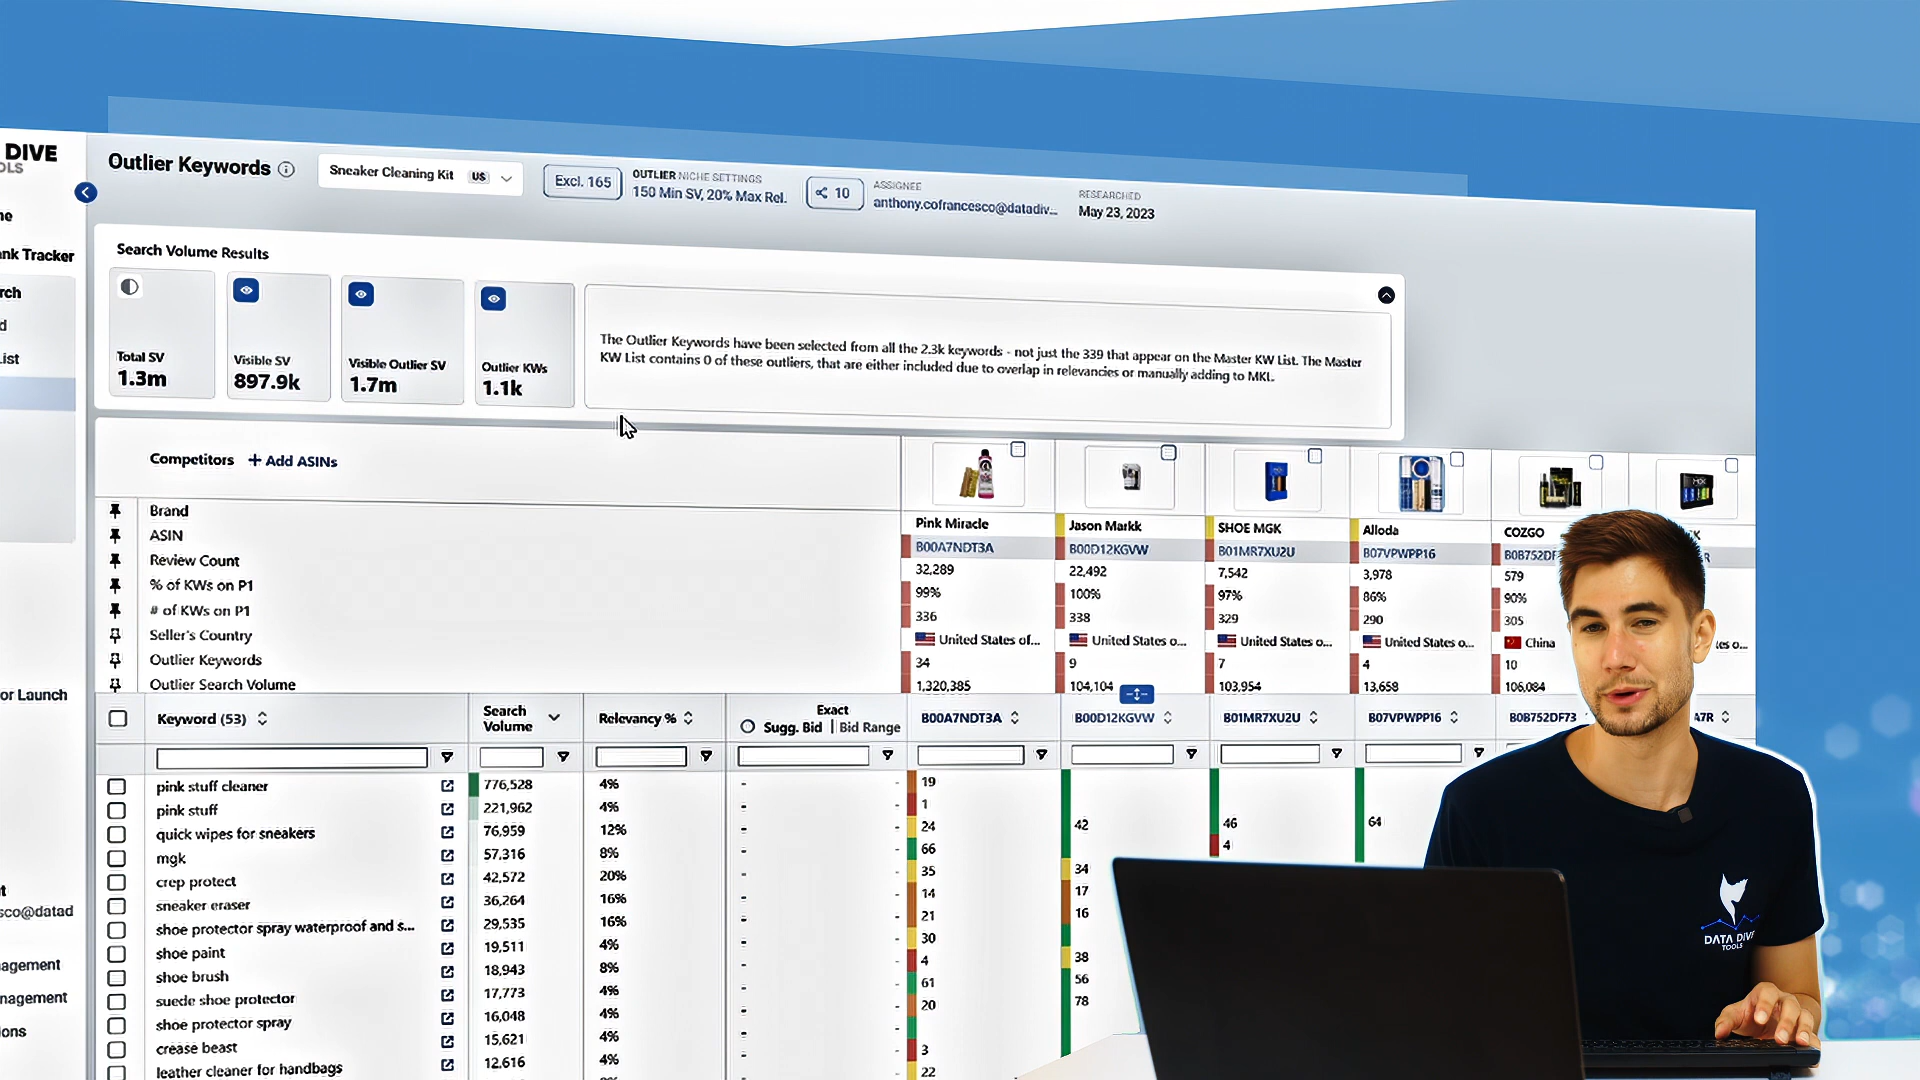 DIVE
OLS
Outlier Keywords
Sneaker Cleaning Kit US
Excl. 165
OUTLIER NICHE SETTINGS
150 Min SV, 20% Max Rel.
10
ASSIGNEE
anthony.cofrancesco@datadiv...
RESEARCHED
May 23, 2023
ne
ank Tracker
rch
d
ist
or Launch
t
sco@datad
agement
nagement
ons
Search Volume Results
Total SV
1.3m
Visible SV
897.9k
Visible Outlier SV
1.7m
Outlier KWs
1.1k
The Outlier Keywords have been selected from all the 2.3k keywords - not just the 339 that appear on the Master KW List. The Master
KW List contains 0 of these outliers, that are either included due to overlap in relevancies or manually adding to MKL.
Competitors + Add ASINs
Brand Pink Miracle Jason Markk SHOE MGK Alloda COZGO K
ASIN B00A7NDT3A B00D12KGVW B01MR7XU2U B07VPWPP16 B0B752DF R
Review Count 32,289 22,492 7,542 3,978 579
% of KWs on P1 99% 100% 97% 86% 90%
# of KWs on P1 336 338 329 290 305
Seller's Country United States of... United States o... United States o... United States o... China es o...
Outlier Keywords 34 9 7 4 10
Outlier Search Volume 1,320,385 104,104 103,954 13,658 106,084
Keyword (53) Search Volume Relevancy % Exact Sugg. Bid | Bid Range B00A7NDT3A B00D12KGVW B01MR7XU2U B07VPWPP16 B0B752DF73 A7R
pink stuff cleaner 776,528 4% - - 19
pink stuff 221,962 4% - - 1
quick wipes for sneakers 76,959 12% - - 24 42 46 64
mgk 57,316 8% - - 66 4
crep protect 42,572 20% - - 35 34
sneaker eraser 36,264 16% - - 14 17
shoe protector spray waterproof and s... 29,535 16% - - 21 16
shoe paint 19,511 4% - - 30
shoe brush 18,943 8% - - 4 38
suede shoe protector 17,773 4% - - 61 56
shoe protector spray 16,048 4% - - 20 78
crease beast 15,621 4% - - 3
leather cleaner for handbags 12,616 4% - - 22
DATA DIVE
TOOLS